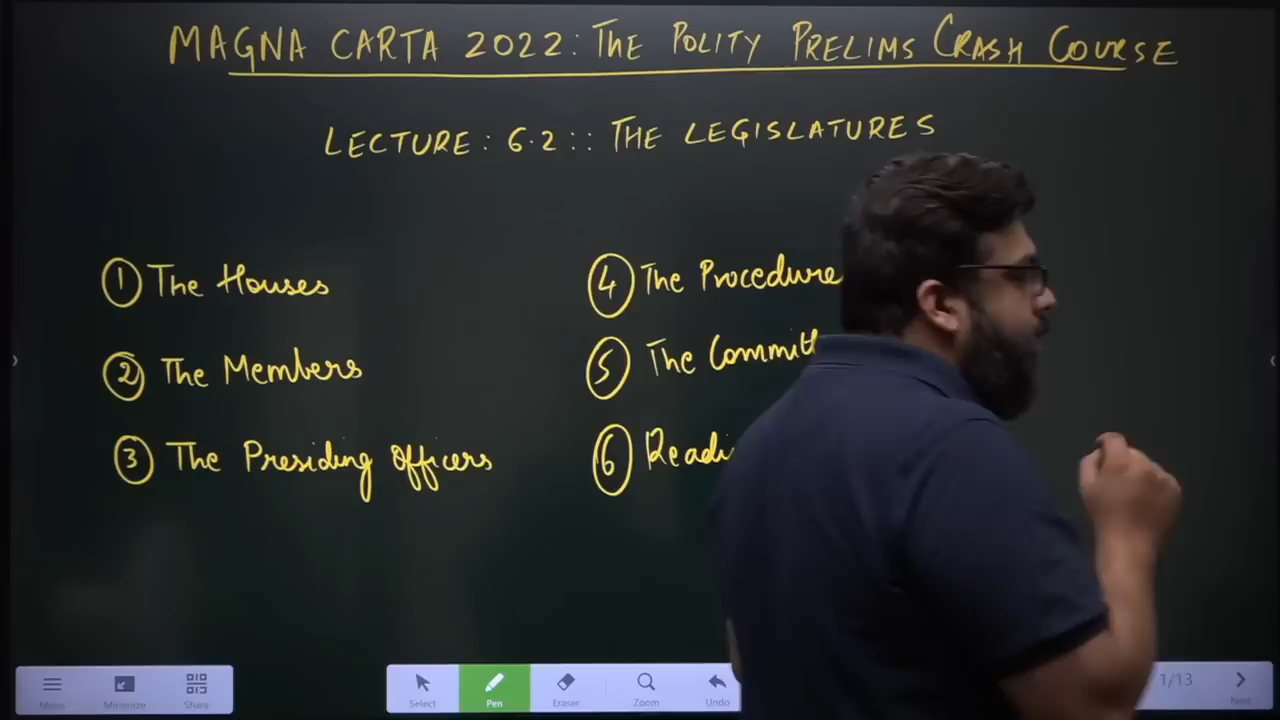 MAGNA CARTA 2022: THE POLITY PRELIMS CRASH COURSE
LECTURE: 6.2 :: THE LEGISLATURES
① The Houses
② The Members
③ The Presiding Officers
④ The Procedure
⑤ The
⑥
Menu Minimize Share Select Pen Eraser Zoom Undo 1/13 Next